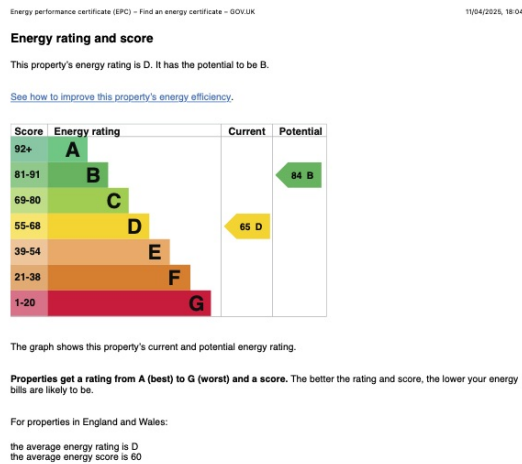 Energy performance certificate (EPC) – Find an energy certificate – GOV.UK 11/04/2025, 18:04
Energy rating and score
This property's energy rating is D. It has the potential to be B.
See how to improve this property's energy efficiency.
Score Energy rating Current Potential
92+ A
81-91 B 84 B
69-80 C
55-68 D 65 D
39-54 E
21-38 F
1-20 G
The graph shows this property's current and potential energy rating.
Properties get a rating from A (best) to G (worst) and a score. The better the rating and score, the lower your energy
bills are likely to be.
For properties in England and Wales:
the average energy rating is D
the average energy score is 60